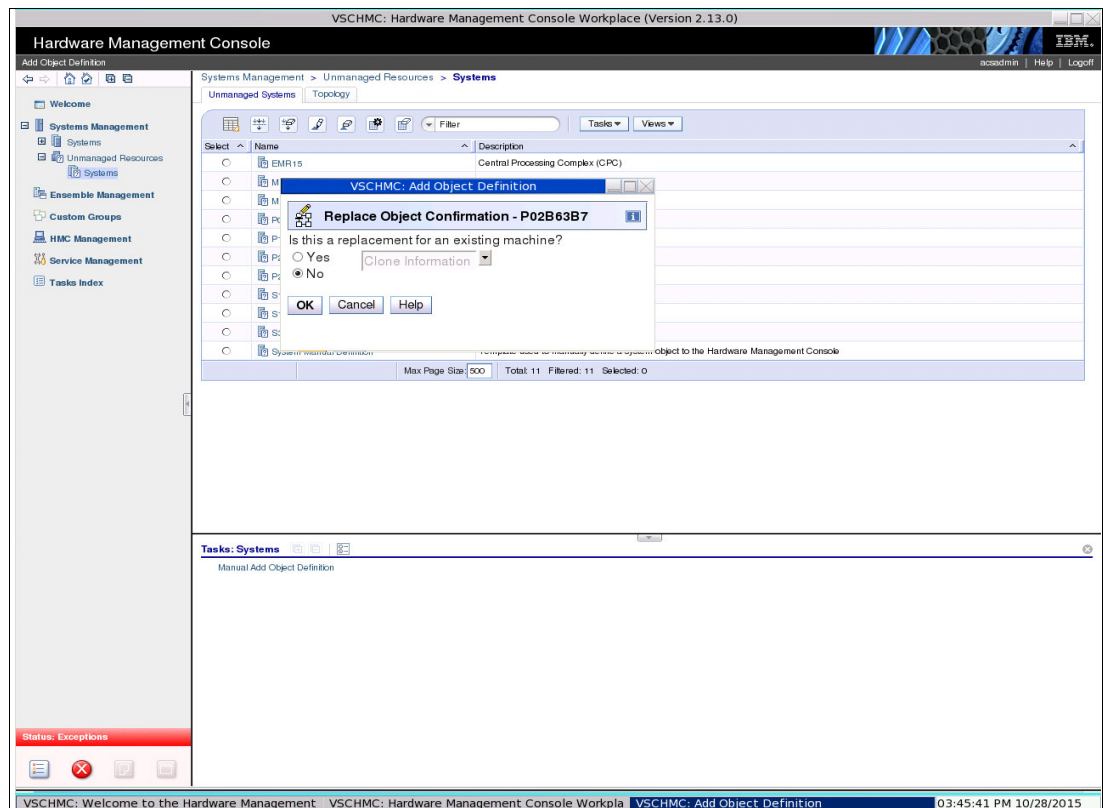 VSCHMC: Hardware Management Console Workplace (Version 2.13.0)
Hardware Management Console
IBM.
Add Object Definition
acsadmin | Help | Logoff
Systems Management > Unmanaged Resources > Systems
Unmanaged Systems
Topology
Welcome
Systems Management
Systems
Unmanaged Resources
Systems
Ensemble Management
Custom Groups
HMC Management
Service Management
Tasks Index
Filter
Tasks
Views
Select
Name
Description
EMR15
Central Processing Complex (CPC)
M
M
VSCHMC: Add Object Definition
Replace Object Confirmation - P02B63B7
Is this a replacement for an existing machine?
Yes
Clone Information
No
OK
Cancel
Help
object to the Hardware Management Console
Max Page Size: 500
Total: 11 Filtered: 11 Selected: 0
Tasks: Systems
Manual Add Object Definition
Status: Exceptions
VSCHMC: Welcome to the Hardware Management
VSCHMC: Hardware Management Console Workpla
VSCHMC: Add Object Definition
03:45:41 PM 10/28/2015